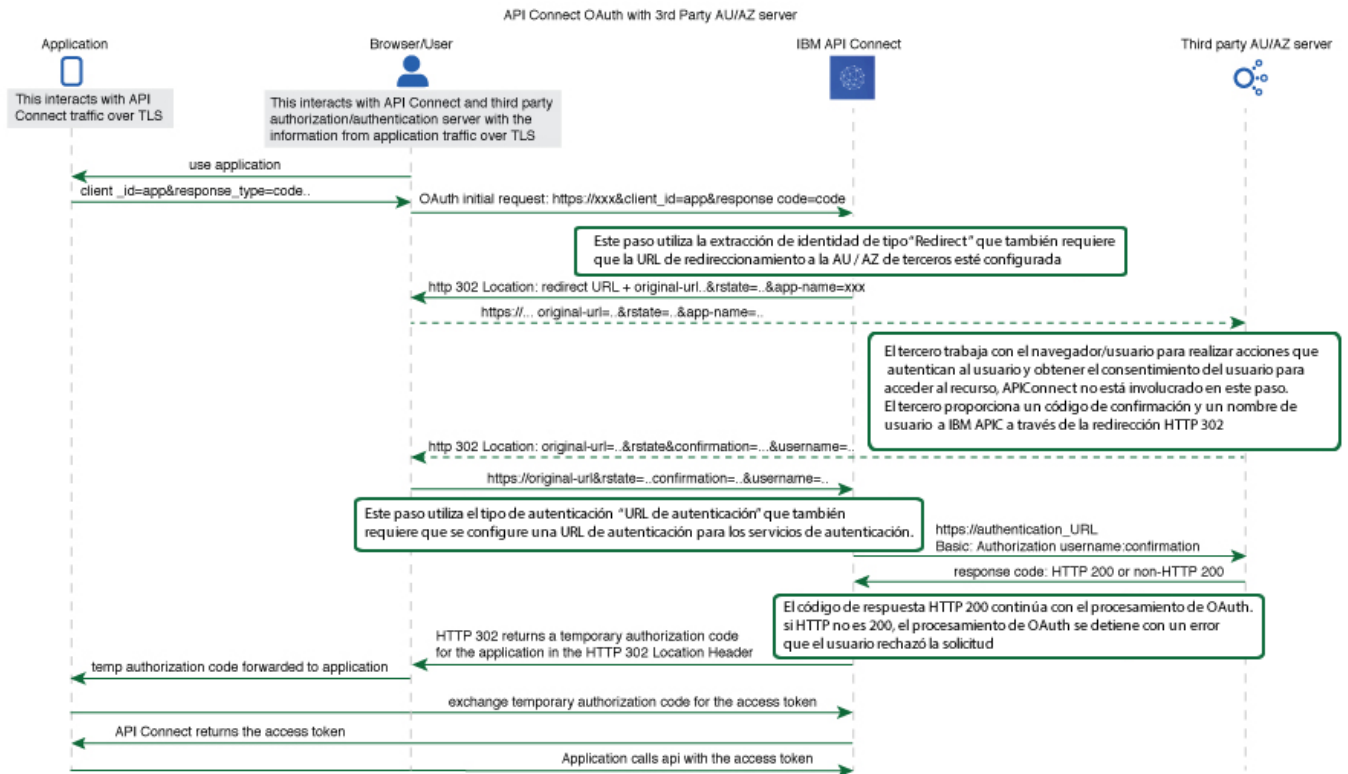 API Connect OAuth with 3rd Party AU/AZ server
Application
Browser/User
IBM API Connect
Third party AU/AZ server
This interacts with API
Connect traffic over TLS
This interacts with API Connect and third party
authorization/authentication server with the
information from application traffic over TLS
use application
client _id=app&response_type=code..
OAuth initial request: https://xxx&client_id=app&response code=code
Este paso utiliza la extracción de identidad de tipo "Redirect" que también requiere
que la URL de redireccionamiento a la AU / AZ de terceros esté configurada
http 302 Location: redirect URL + original-url..&rstate=..&app-name=xxx
https://... original-url=..&rstate=..&app-name=..
El tercero trabaja con el navegador/usuario para realizar acciones que
autentican al usuario y obtener el consentimiento del usuario para
acceder al recurso, APIConnect no está involucrado en este paso.
El tercero proporciona un código de confirmación y un nombre de
usuario a IBM APIC a través de la redirección HTTP 302
http 302 Location: original-url=..&rstate&confirmation=...&username=..
https://original-url&rstate=..confirmation=..&username=..
Este paso utiliza el tipo de autenticación "URL de autenticación" que también
requiere que se configure una URL de autenticación para los servicios de autenticación.
https://authentication_URL
Basic: Authorization username:confirmation
response code: HTTP 200 or non-HTTP 200
El código de respuesta HTTP 200 continúa con el procesamiento de OAuth.
si HTTP no es 200, el procesamiento de OAuth se detiene con un error
que el usuario rechazó la solicitud
HTTP 302 returns a temporary authorization code
for the application in the HTTP 302 Location Header
temp authorization code forwarded to application
exchange temporary authorization code for the access token
API Connect returns the access token
Application calls api with the access token